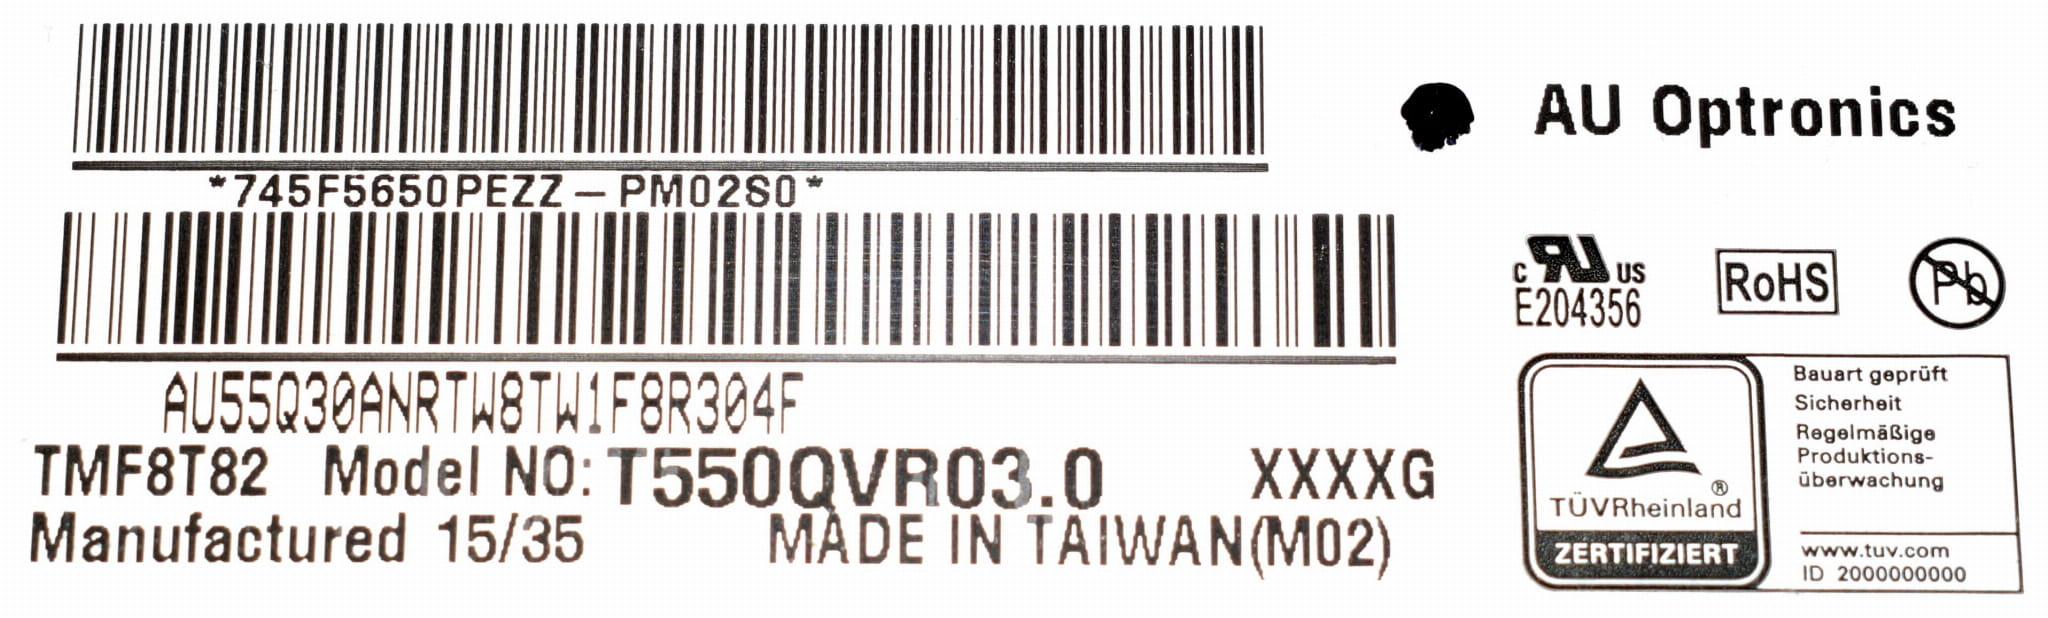 *745F5650PEZZ-PM02S0*
AU55Q30ANRTW8TW1F8R304F
TMF8T82 Model NO: T550QVR03.0 XXXXG
Manufactured 15/35 MADE IN TAIWAN(M02)
AU Optronics
c RU US
E204356
RoHS
Pb
TÜVRheinland®
ZERTIFIZIERT
Bauart geprüft
Sicherheit
Regelmäßige
Produktions-
überwachung
www.tuv.com
ID 2000000000